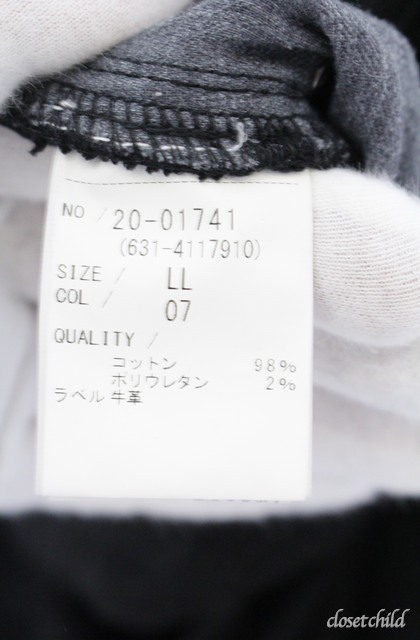 NO / 20-01741
(631-4117910)
SIZE / LL
COL / 07
QUALITY /
コットン 98%
ポリウレタン 2%
ラベル 牛革
closetchild